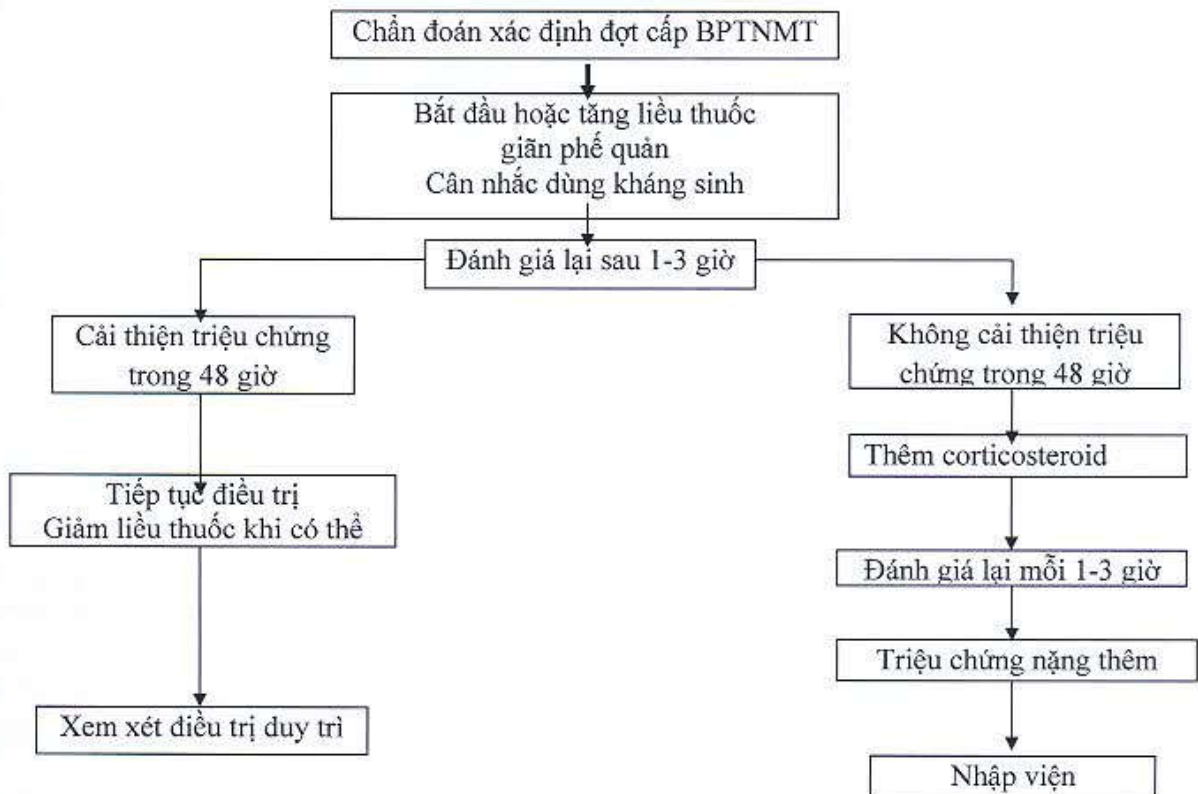 Chẩn đoán xác định đợt cấp BPTNMT
Bắt đầu hoặc tăng liều thuốc
giãn phế quản
Cân nhắc dùng kháng sinh
Đánh giá lại sau 1-3 giờ
Cải thiện triệu chứng
trong 48 giờ
Tiếp tục điều trị
Giảm liều thuốc khi có thể
Xem xét điều trị duy trì
Không cải thiện triệu
chứng trong 48 giờ
Thêm corticosteroid
Đánh giá lại mỗi 1-3 giờ
Triệu chứng nặng thêm
Nhập viện